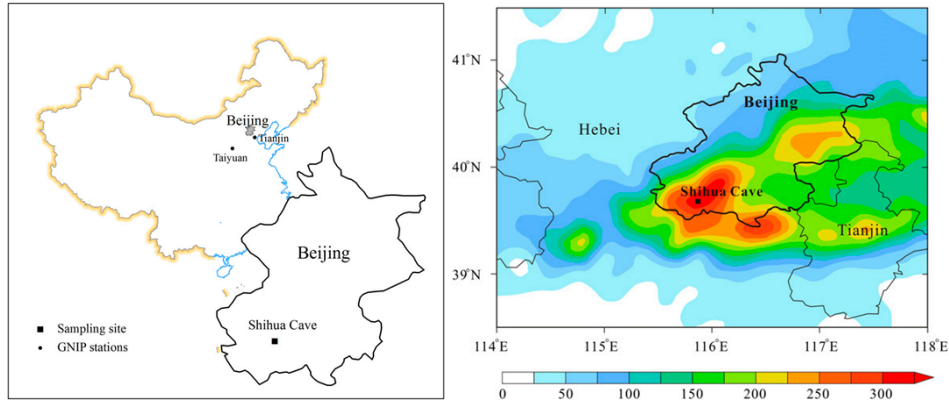 Beijing
Tianjin
Taiyuan
Beijing
Shihua Cave
Sampling site
GNIP stations
41°N
40°N
39°N
Beijing
Hebei
Shihua Cave
Tianjin
114°E 115°E 116°E 117°E 118°E
0 50 100 150 200 250 300